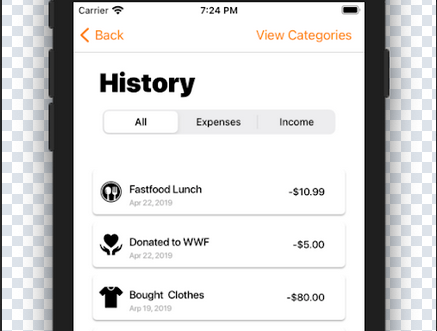 Carrier 7:24 PM
Back View Categories
History
All Expenses Income
Fastfood Lunch -$10.99
Apr 22, 2019
Donated to WWF -$5.00
Apr 22, 2019
Bought Clothes -$80.00
Arp 19, 2019